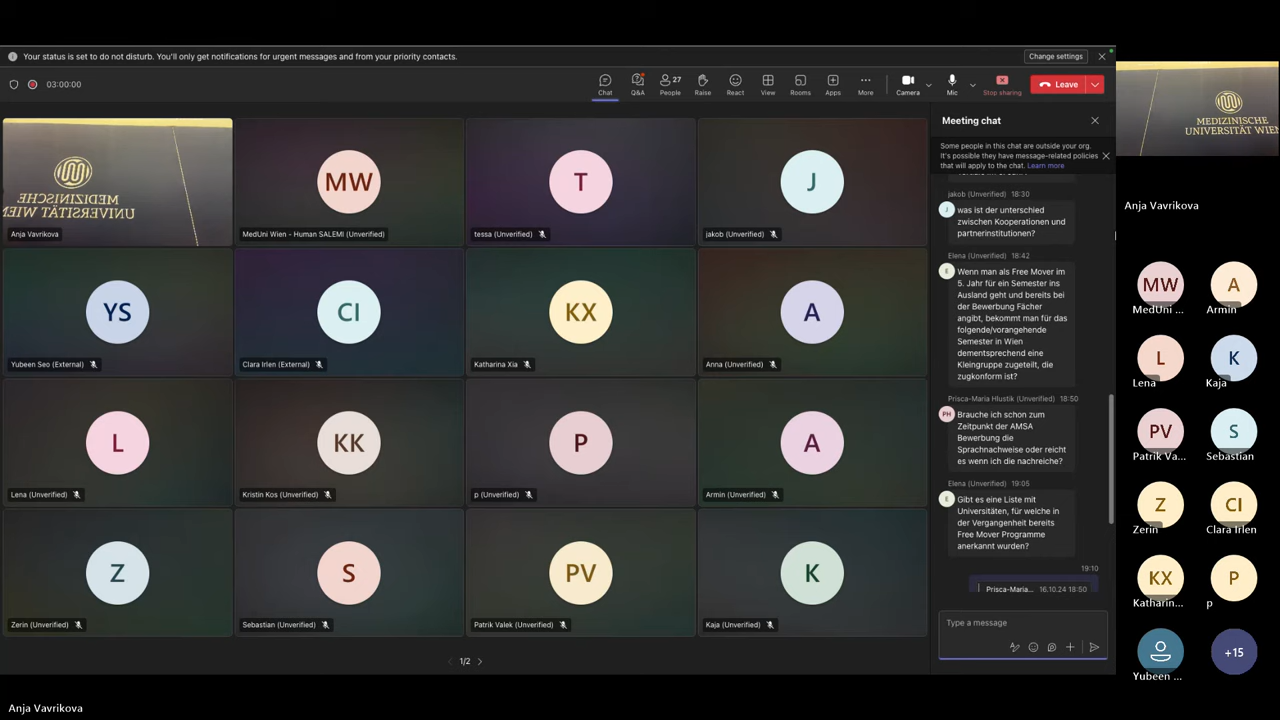 Your status is set to do not disturb. You'll only get notifications for urgent messages and from your priority contacts.
Change settings
03:00:00
Chat
Q&A
27
People
Raise
React
View
Rooms
Apps
More
Camera
Mic
Stop sharing
Leave
MEDIZINISCHE
UNIVERSITÄT WIEN
Anja Vavrikova
MW
MedUni Wien - Human SALEMI (Unverified)
T
tessa (Unverified)
J
jakob (Unverified)
YS
Yubeen Seo (External)
CI
Clara Irlen (External)
KX
Katharina Xia
A
Anna (Unverified)
L
Lena (Unverified)
KK
Kristin Kos (Unverified)
P
p (Unverified)
A
Armin (Unverified)
Z
Zerin (Unverified)
S
Sebastian (Unverified)
PV
Patrik Valek (Unverified)
K
Kaja (Unverified)
1/2
Meeting chat
Some people in this chat are outside your org.
It's possible they have message-related policies
that will apply to the chat. Learn more
jakob (Unverified) 18:30
J
was ist der unterschied
zwischen Kooperationen und
partnerinstitutionen?
Elena (Unverified) 18:42
E
Wenn man als Free Mover im
5. Jahr für ein Semester ins
Ausland geht und bereits bei
der Bewerbung Fächer
angibt, bekommt man für das
folgende/vorangehende
Semester in Wien
dementsprechend eine
Kleingruppe zugeteilt, die
zugkonform ist?
Prisca-Maria Hlustik (Unverified) 18:50
PH
Brauche ich schon zum
Zeitpunkt der AMSA
Bewerbung die
Sprachnachweise oder reicht
es wenn ich die nachreiche?
Elena (Unverified) 19:05
E
Gibt es eine Liste mit
Universitäten, für welche in
der Vergangenheit bereits
Free Mover Programme
anerkannt wurden?
19:10
Prisca-Maria... 16.10.24 18:50
Type a message
MEDIZINISCHE
UNIVERSITÄT WIEN
Anja Vavrikova
MW
MedUni ...
A
Armin
L
Lena
K
Kaja
PV
Patrik Va...
S
Sebastian
Z
Zerin
CI
Clara Irlen
KX
Katharin...
P
p
Yubeen ...
+15
Anja Vavrikova